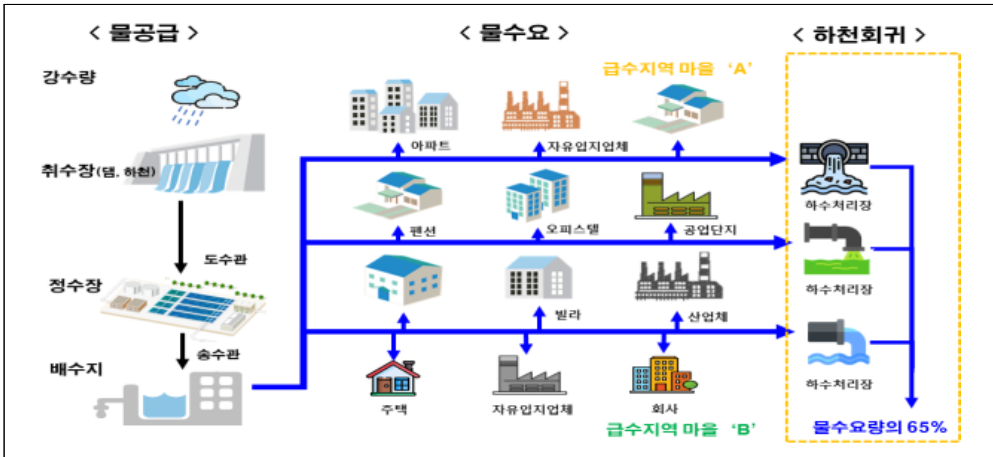 < 물공급 >
< 물수요 >
< 하천회귀 >
강수량
급수지역 마을 ‘A’
아파트
자유입지업체
취수장(댐, 하천)
하수처리장
펜션
오피스텔
공업단지
도수관
정수장
하수처리장
빌라
산업체
송수관
배수지
하수처리장
주택
자유입지업체
회사
급수지역 마을 ‘B’
물수요량의 65%